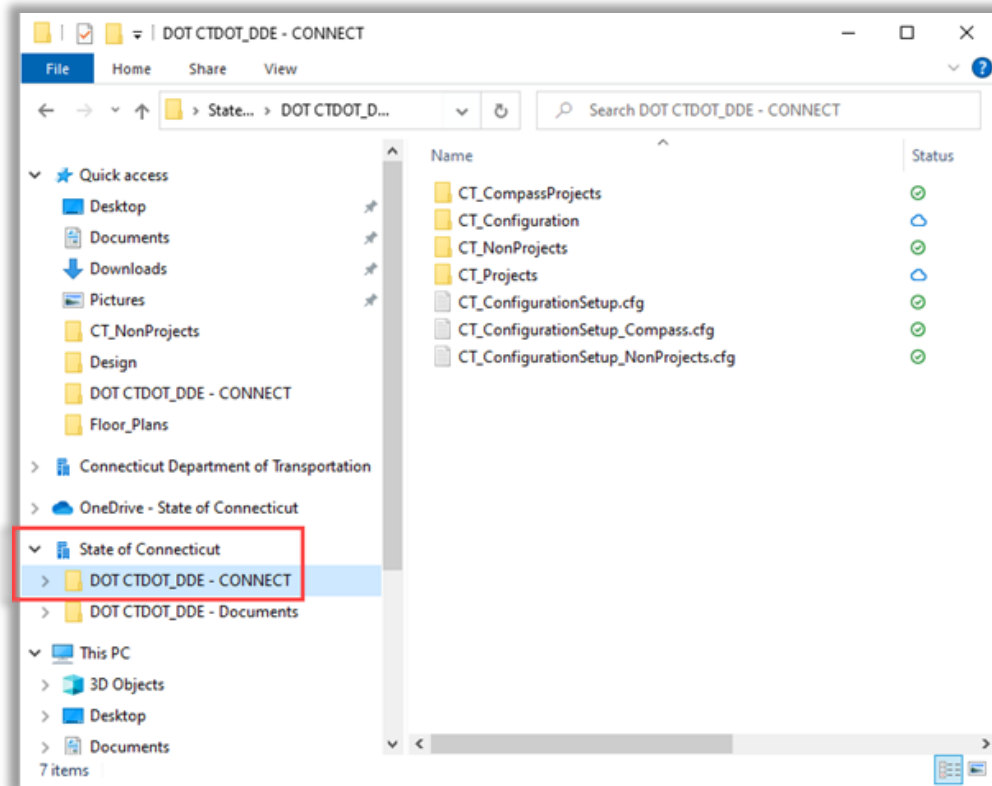 DOT CTDOT_DDE - CONNECT
File Home Share View
State... DOT CTDOT_D... Search DOT CTDOT_DDE - CONNECT
Name Status
Quick access
Desktop
Documents
Downloads
Pictures
CT_NonProjects
Design
DOT CTDOT_DDE - CONNECT
Floor_Plans
Connecticut Department of Transportation
OneDrive - State of Connecticut
State of Connecticut
DOT CTDOT_DDE - CONNECT
DOT CTDOT_DDE - Documents
This PC
3D Objects
Desktop
Documents
CT_CompassProjects
CT_Configuration
CT_NonProjects
CT_Projects
CT_ConfigurationSetup.cfg
CT_ConfigurationSetup_Compass.cfg
CT_ConfigurationSetup_NonProjects.cfg
7 items